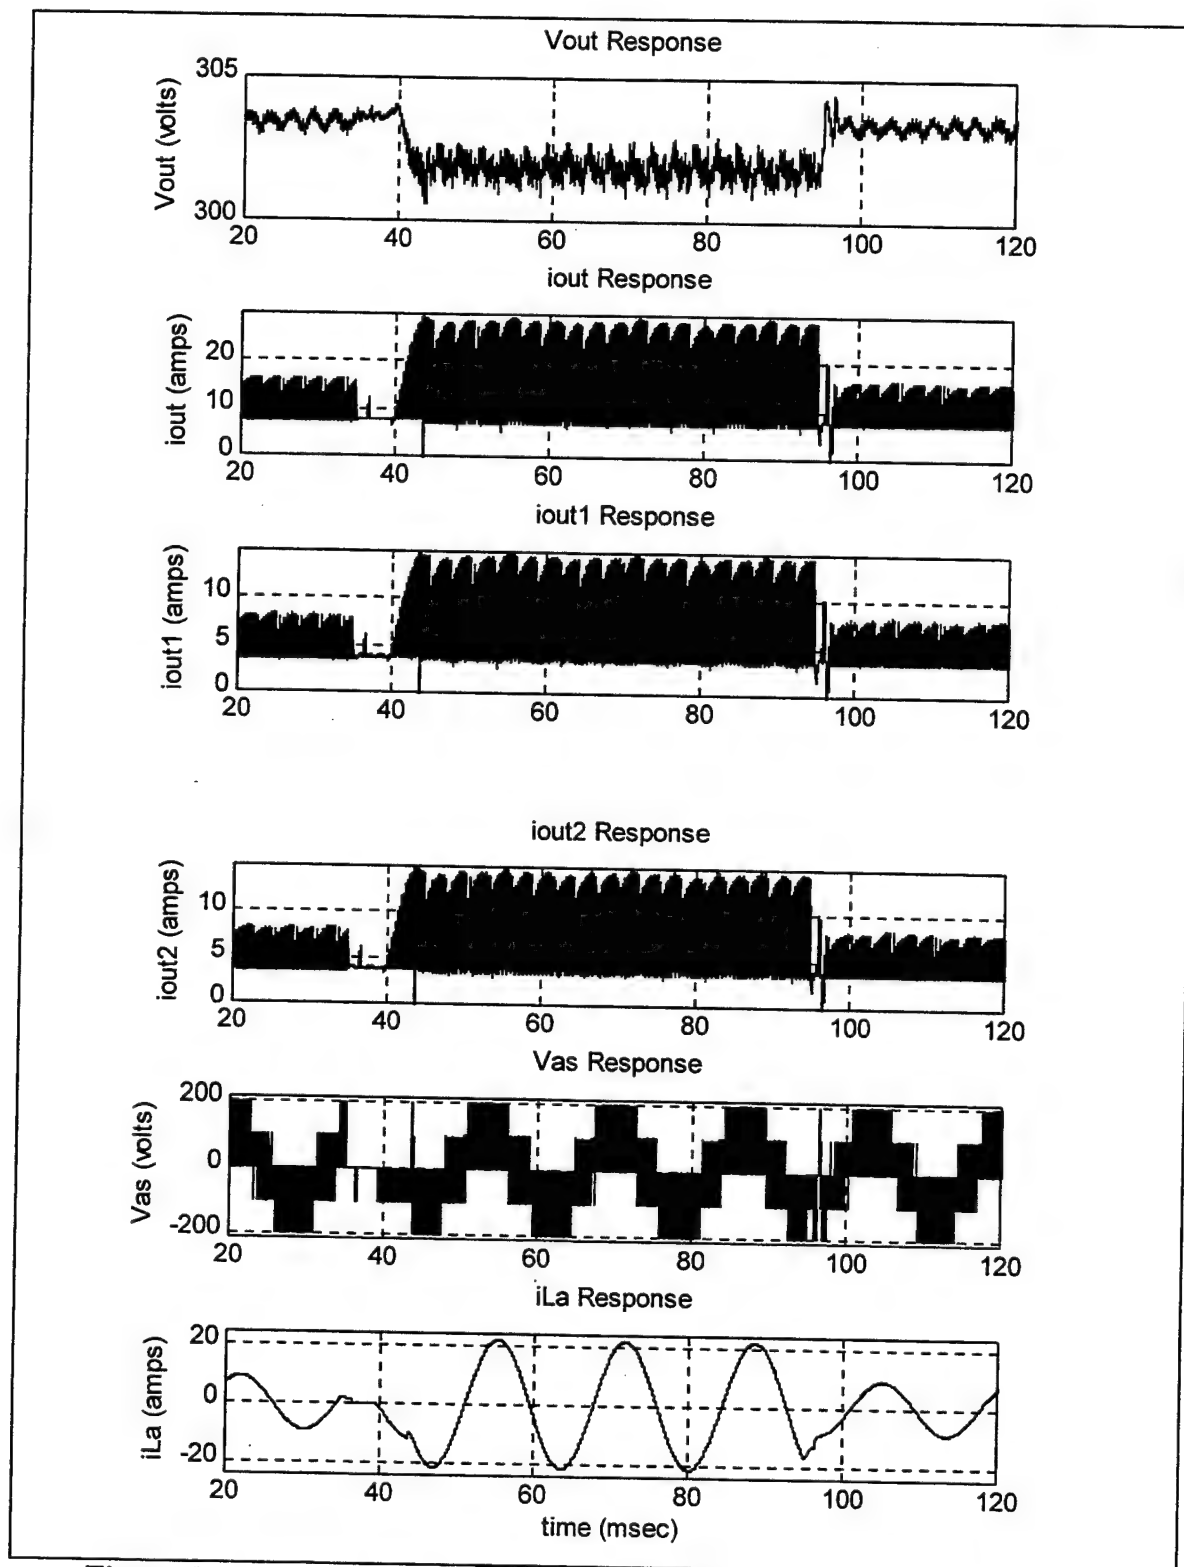 Vout Response
305
300
Vout (volts)
20 40 60 80 100 120
iout Response
20
10
0
iout (amps)
20 40 60 80 100 120
iout1 Response
10
5
0
iout1 (amps)
20 40 60 80 100 120
iout2 Response
10
5
0
iout2 (amps)
20 40 60 80 100 120
Vas Response
200
0
-200
Vas (volts)
20 40 60 80 100 120
iLa Response
20
0
-20
iLa (amps)
20 40 60 80 100 120
time (msec)